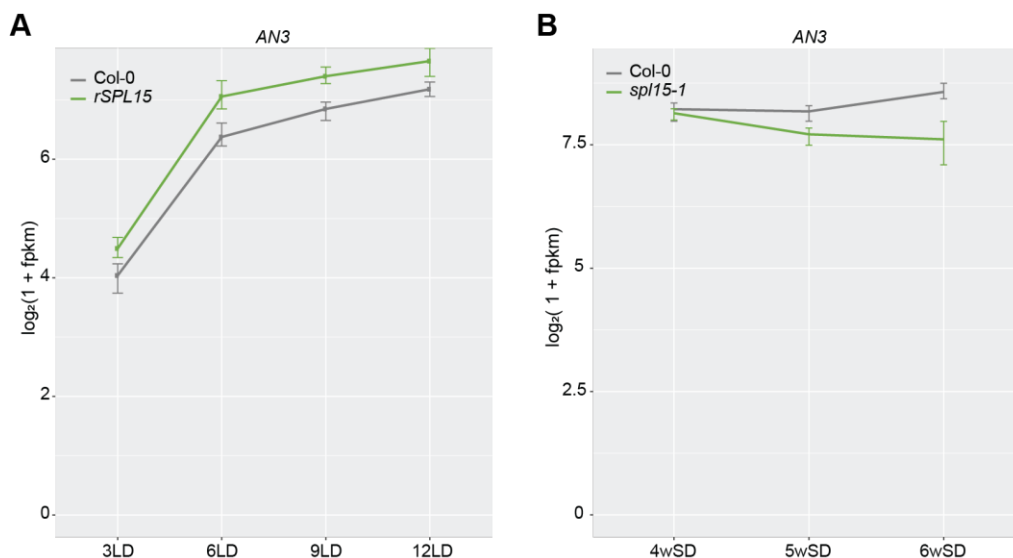 A
AN3
Col-0
rSPL15
log₂(1 + fpkm)
6
4
2
0
3LD
6LD
9LD
12LD
B
AN3
Col-0
spl15-1
log₂( 1 + fpkm)
7.5
5
2.5
0
4wSD
5wSD
6wSD